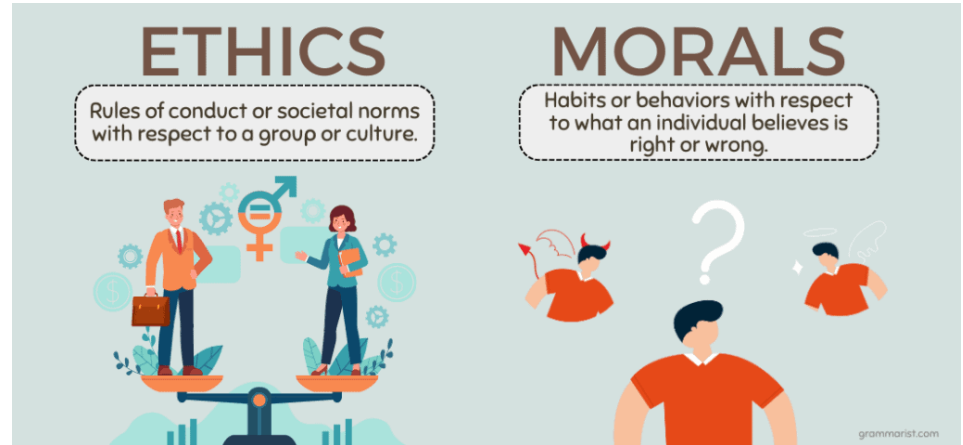 ETHICS
Rules of conduct or societal norms
with respect to a group or culture.
MORALS
Habits or behaviors with respect
to what an individual believes is
right or wrong.
grammarist.com